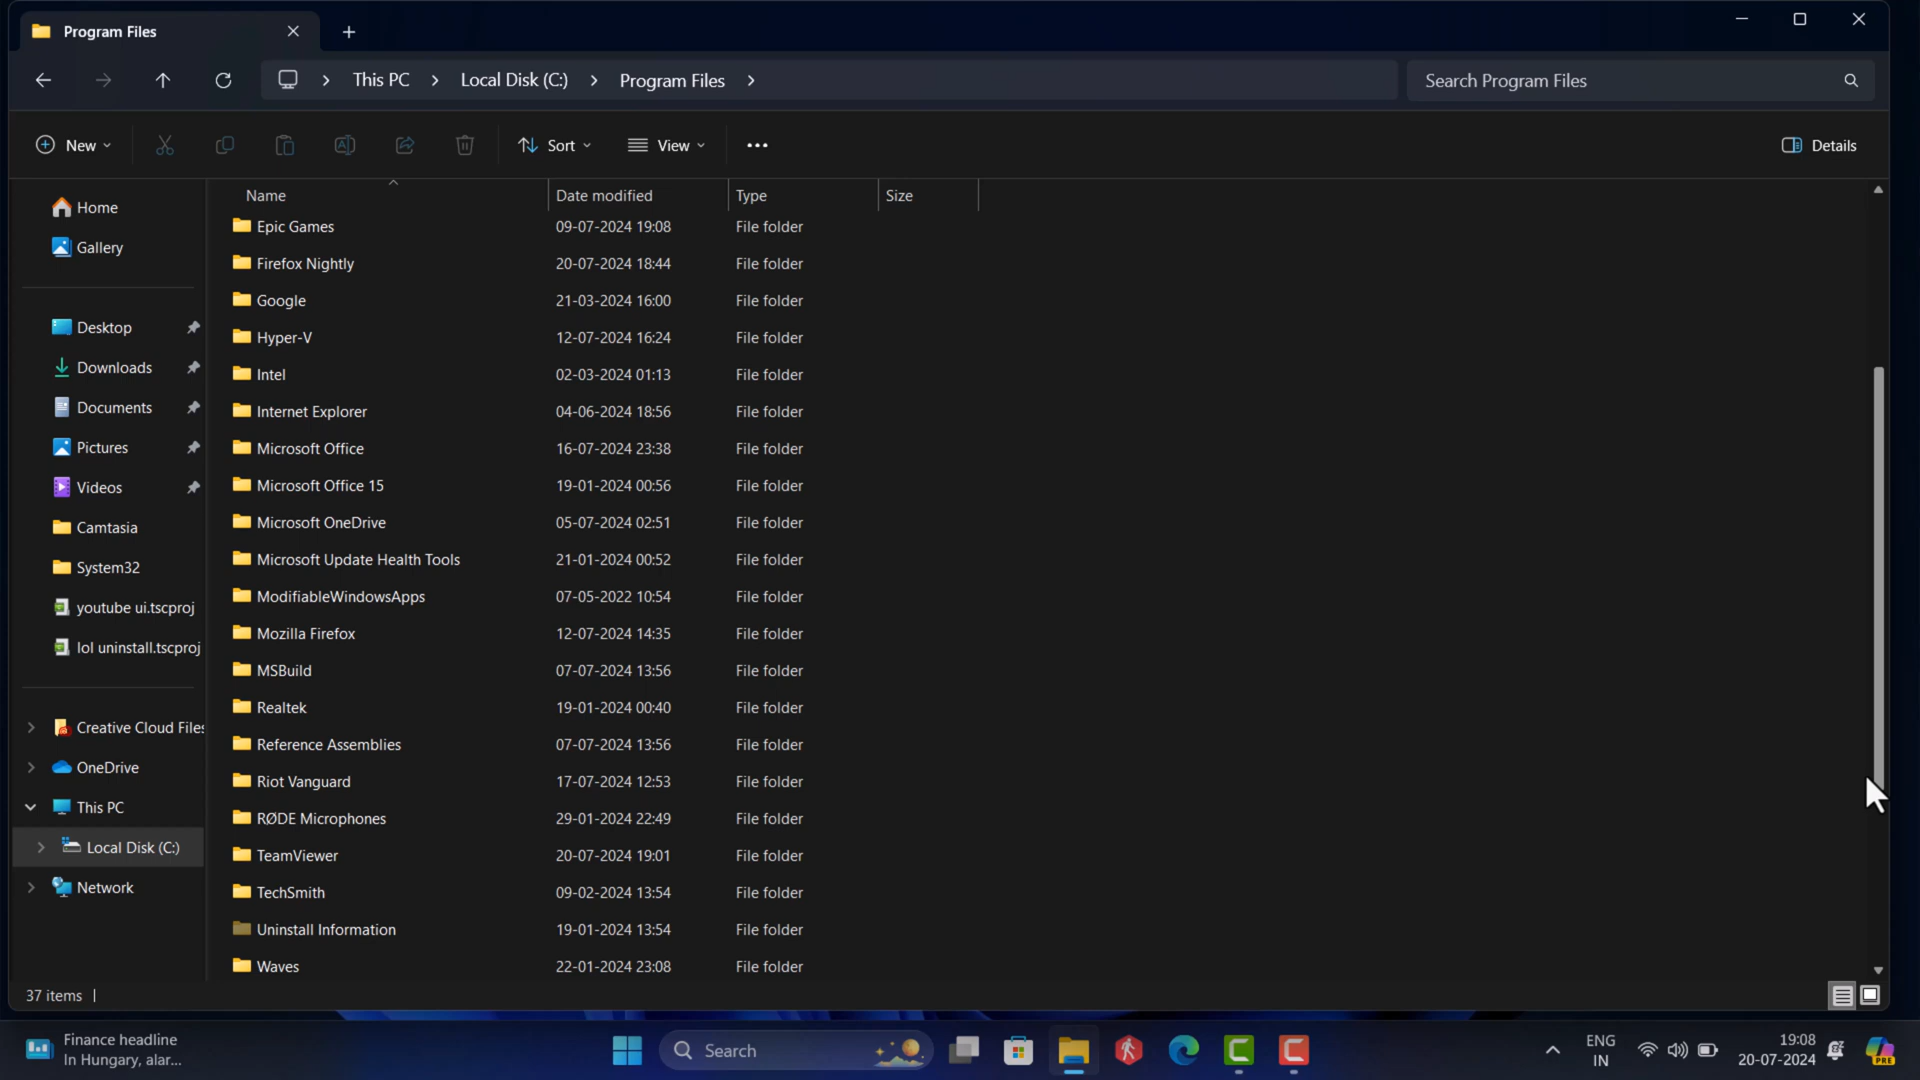 Program Files
This PC
Local Disk (C:)
Program Files
Search Program Files
New
Sort
View
Details
Home
Gallery
Desktop
Downloads
Documents
Pictures
Videos
Camtasia
System32
youtube ui.tscproj
lol uninstall.tscproj
Creative Cloud Files
OneDrive
This PC
Local Disk (C:)
Network
Name Date modified Type Size
Epic Games 09-07-2024 19:08 File folder
Firefox Nightly 20-07-2024 18:44 File folder
Google 21-03-2024 16:00 File folder
Hyper-V 12-07-2024 16:24 File folder
Intel 02-03-2024 01:13 File folder
Internet Explorer 04-06-2024 18:56 File folder
Microsoft Office 16-07-2024 23:38 File folder
Microsoft Office 15 19-01-2024 00:56 File folder
Microsoft OneDrive 05-07-2024 02:51 File folder
Microsoft Update Health Tools 21-01-2024 00:52 File folder
ModifiableWindowsApps 07-05-2022 10:54 File folder
Mozilla Firefox 12-07-2024 14:35 File folder
MSBuild 07-07-2024 13:56 File folder
Realtek 19-01-2024 00:40 File folder
Reference Assemblies 07-07-2024 13:56 File folder
Riot Vanguard 17-07-2024 12:53 File folder
RØDE Microphones 29-01-2024 22:49 File folder
TeamViewer 20-07-2024 19:01 File folder
TechSmith 09-02-2024 13:54 File folder
Uninstall Information 19-01-2024 13:54 File folder
Waves 22-01-2024 23:08 File folder
37 items
Finance headline
In Hungary, alar...
Search
ENG
IN
19:08
20-07-2024
PRE